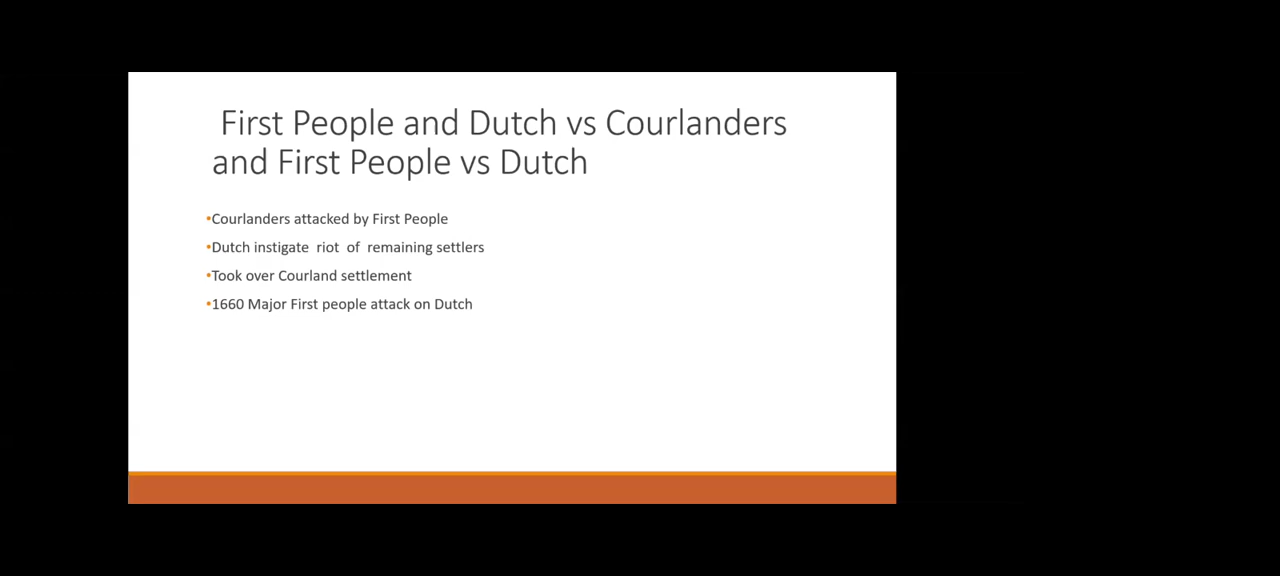 First People and Dutch vs Courlanders
and First People vs Dutch
•Courlanders attacked by First People
•Dutch instigate riot of remaining settlers
•Took over Courland settlement
•1660 Major First people attack on Dutch